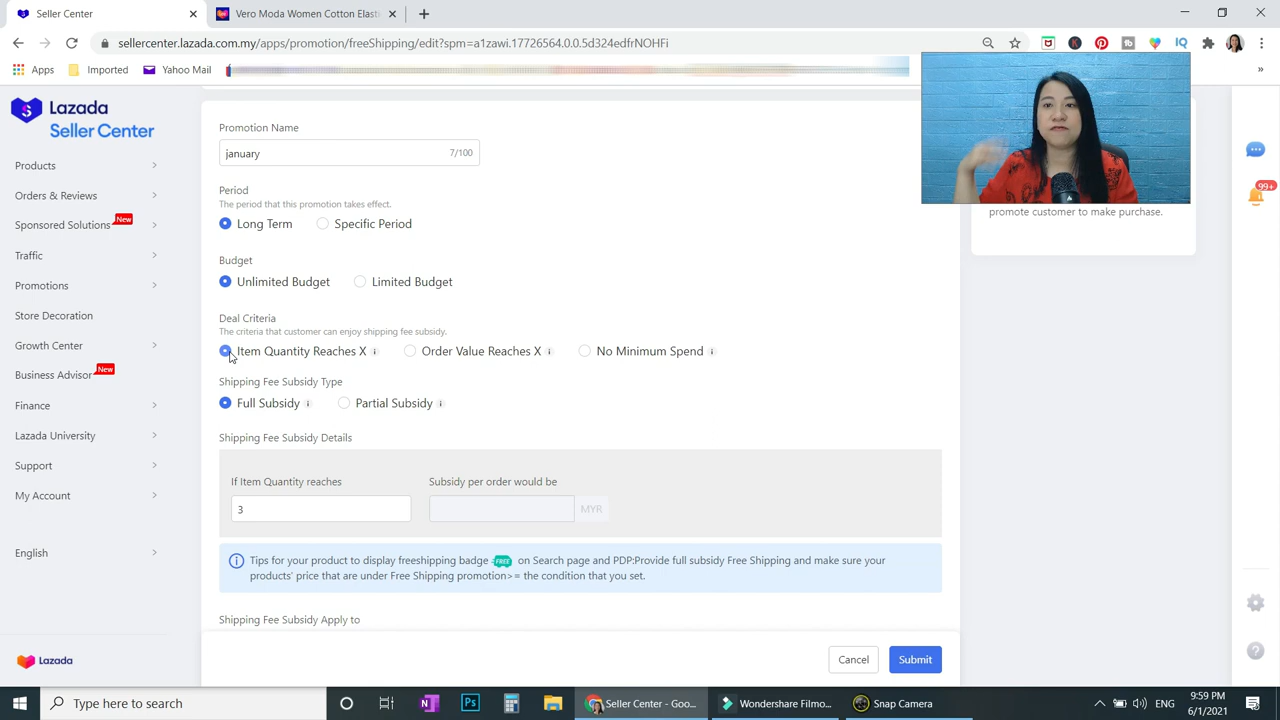 Seller Center
Vero Moda Women Cotton Elast
sellercenter.lazada.com.my/apps/promotion/freeShipping/edit?spm=a1zawi.17726564.0.0.5d324edfrNOHFi
Apps
Imported
Yahoo Mail
»
Lazada
Seller Center
Products
Orders & Reviews
Sponsored Solutions
New
Traffic
Promotions
Store Decoration
Growth Center
Business Advisor
New
Finance
Lazada University
Support
My Account
English
Lazada
Promotion Name
january
7/100
Period
The period that this promotion takes effect.
Long Term
Specific Period
Budget
Unlimited Budget
Limited Budget
Deal Criteria
The criteria that customer can enjoy shipping fee subsidy.
Item Quantity Reaches X
Order Value Reaches X
No Minimum Spend
Shipping Fee Subsidy Type
Full Subsidy
Partial Subsidy
Shipping Fee Subsidy Details
If Item Quantity reaches
Subsidy per order would be
3
MYR
Tips for your product to display freeshipping badge FREE on Search page and PDP:Provide full subsidy Free Shipping and make sure your
products' price that are under Free Shipping promotion>= the condition that you set.
Shipping Fee Subsidy Apply to
Cancel
Submit
promote customer to make purchase.
99+
IQ
Type here to search
Ps
Seller Center - Goo...
Wondershare Filmo...
Snap Camera
ENG
9:59 PM
6/1/2021